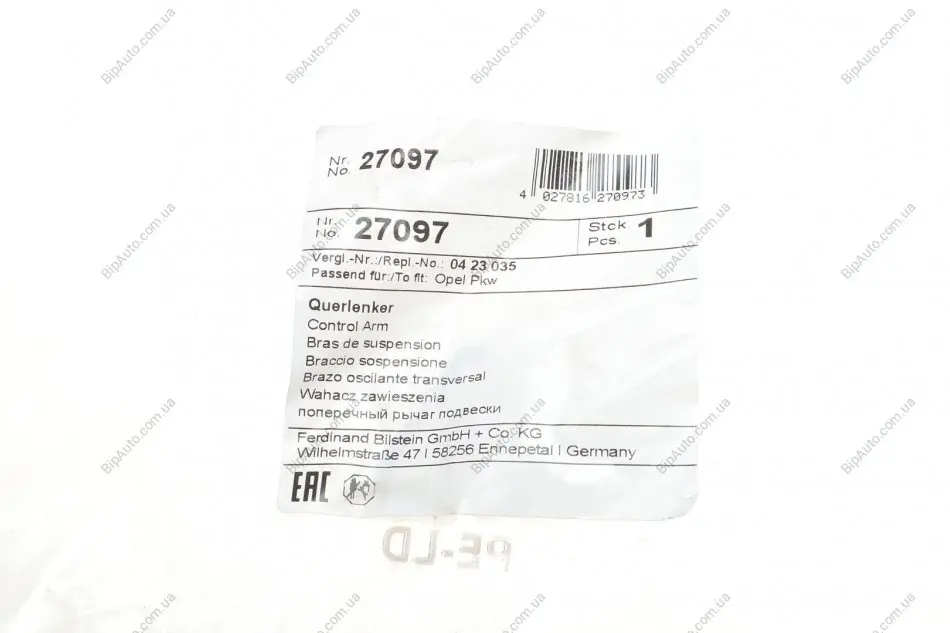 Nr.
No. 27097
4 027816 270973
Nr.
No. 27097
Stck
Pcs. 1
Vergl.-Nr.:/Repl.-No.: 04 23 035
Passend für:/To fit: Opel Pkw
Querlenker
Control Arm
Bras de suspension
Braccio sospensione
Brazo oscilante transversal
Wahacz zawieszenia
поперечный рычаг подвески
Ferdinand Bilstein GmbH + Co. KG
Wilhelmstraße 47 | 58256 Ennepetal | Germany
EAC
PE-LD
BipAuto.com.ua